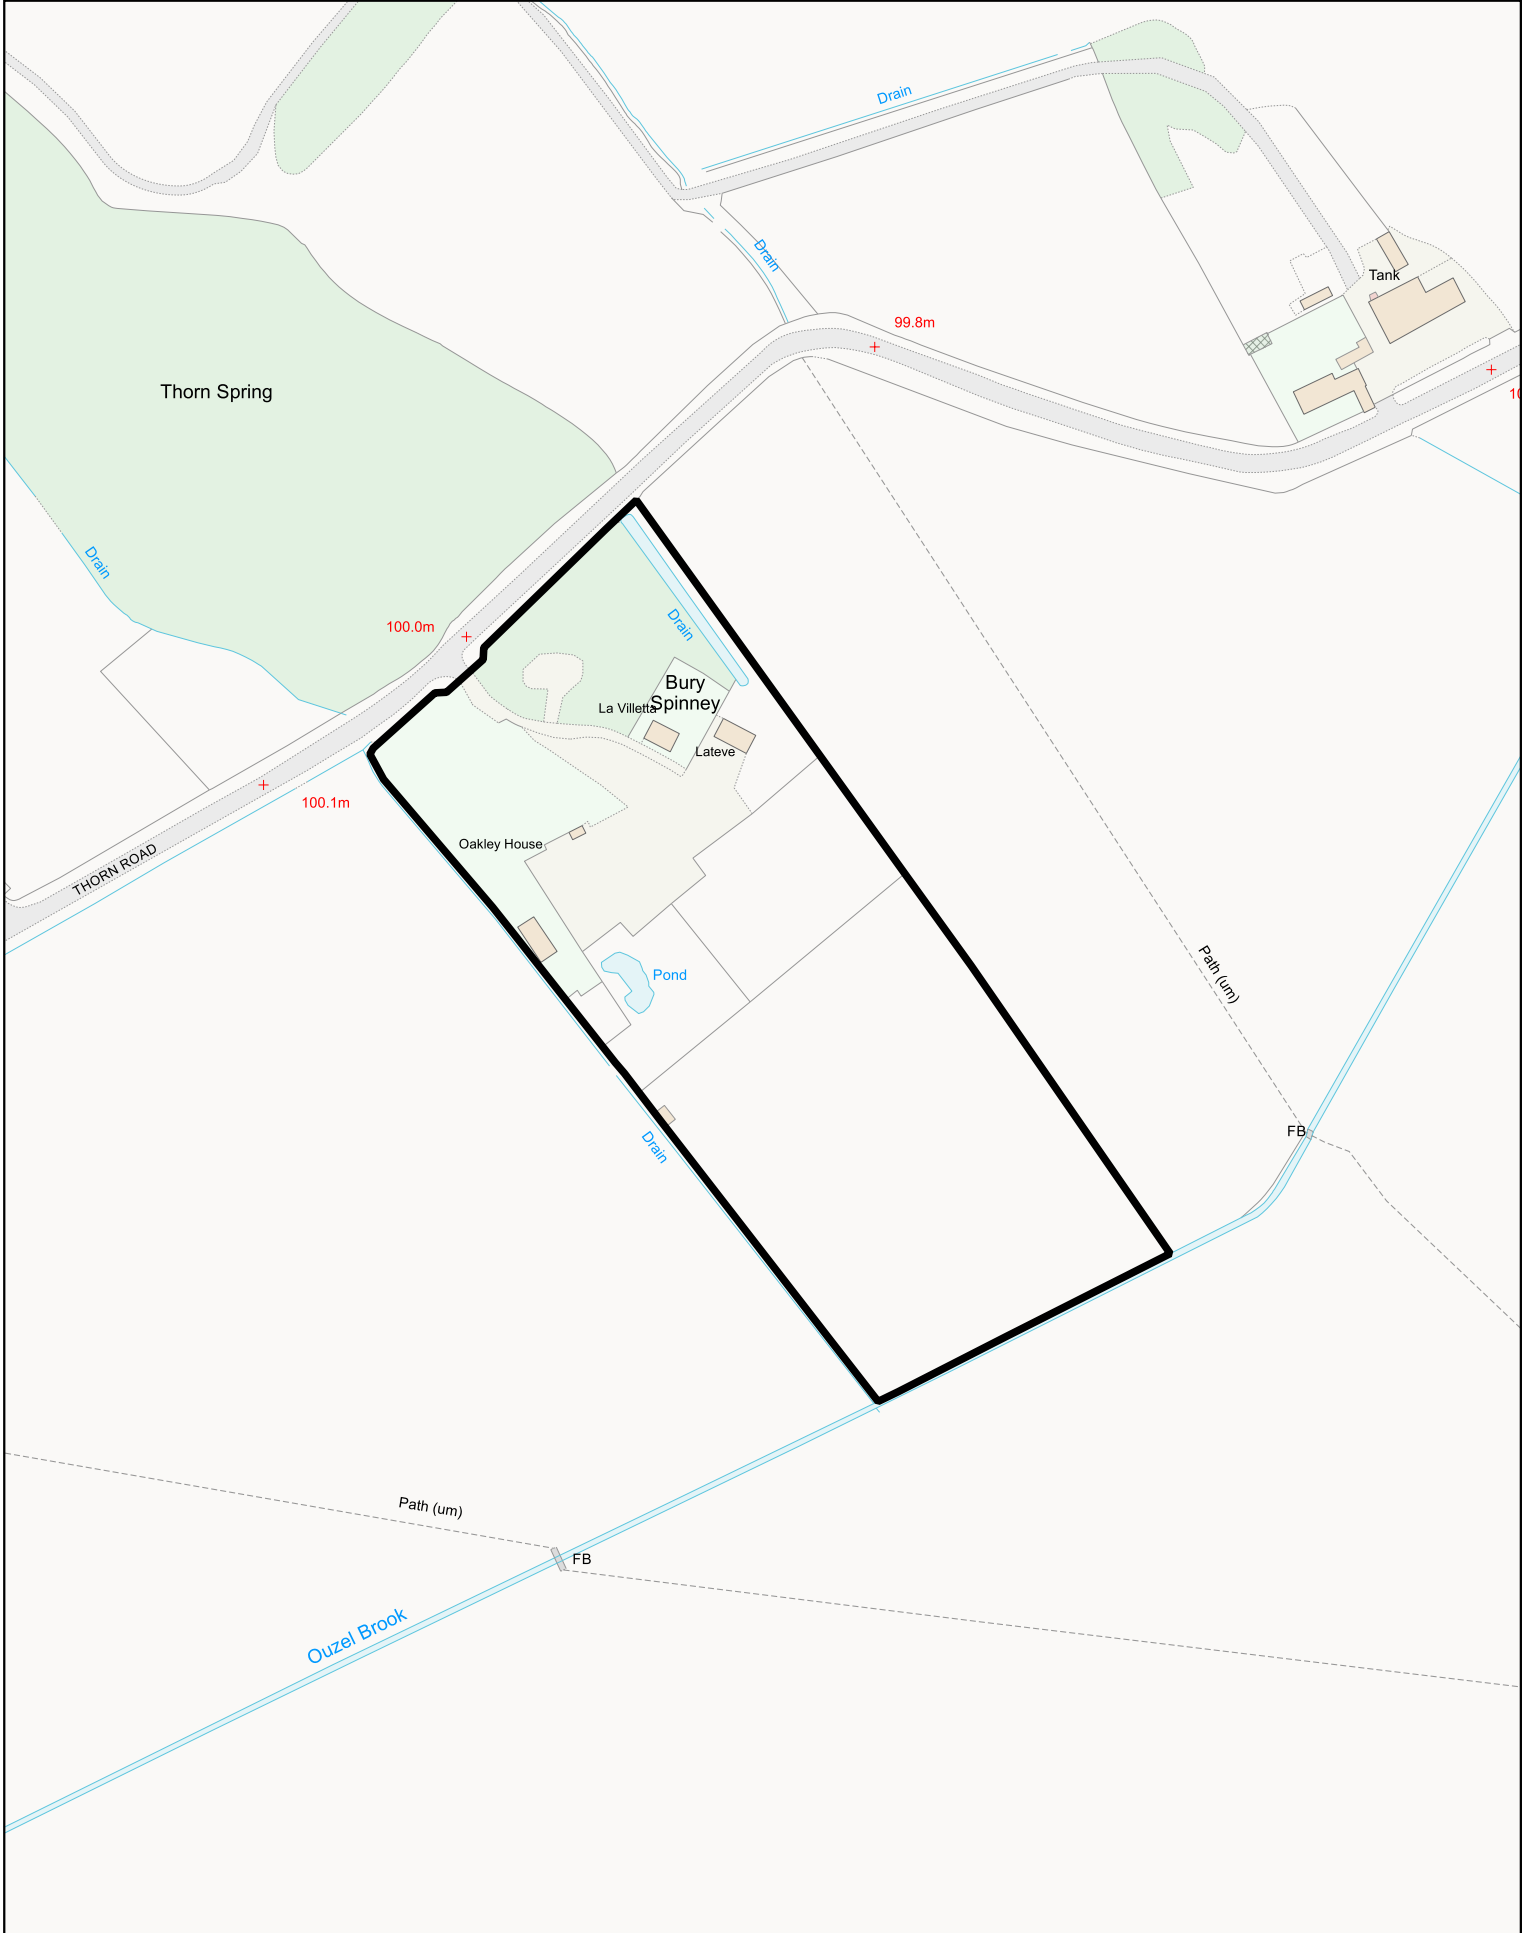 Drain
Drain
Tank
99.8m
10
Thorn Spring
Drain
100.0m
Drain
Bury
Spinney
La Villetta
Lateve
100.1m
Oakley House
THORN ROAD
Pond
Path (um)
FB
Drain
Path (um)
FB
Ouzel Brook